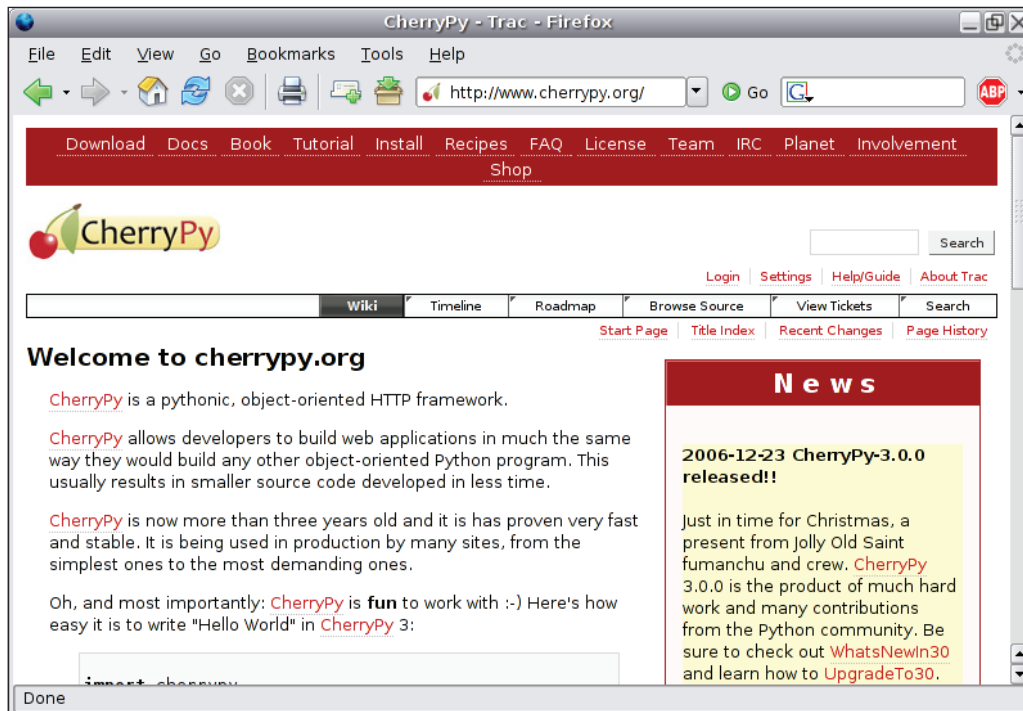 CherryPy - Trac - Firefox
File Edit View Go Bookmarks Tools Help
http://www.cherrypy.org/ Go G ABP
Download Docs Book Tutorial Install Recipes FAQ License Team IRC Planet Involvement
Shop
CherryPy
Search
Login Settings Help/Guide About Trac
Wiki Timeline Roadmap Browse Source View Tickets Search
Start Page Title Index Recent Changes Page History
Welcome to cherrypy.org
CherryPy is a pythonic, object-oriented HTTP framework.
CherryPy allows developers to build web applications in much the same
way they would build any other object-oriented Python program. This
usually results in smaller source code developed in less time.
CherryPy is now more than three years old and it is has proven very fast
and stable. It is being used in production by many sites, from the
simplest ones to the most demanding ones.
Oh, and most importantly: CherryPy is fun to work with :-) Here's how
easy it is to write "Hello World" in CherryPy 3:
import cherrypy
News
2006-12-23 CherryPy-3.0.0
released!!
Just in time for Christmas, a
present from Jolly Old Saint
fumanchu and crew. CherryPy
3.0.0 is the product of much hard
work and many contributions
from the Python community. Be
sure to check out WhatsNewIn30
and learn how to UpgradeTo30.
Done